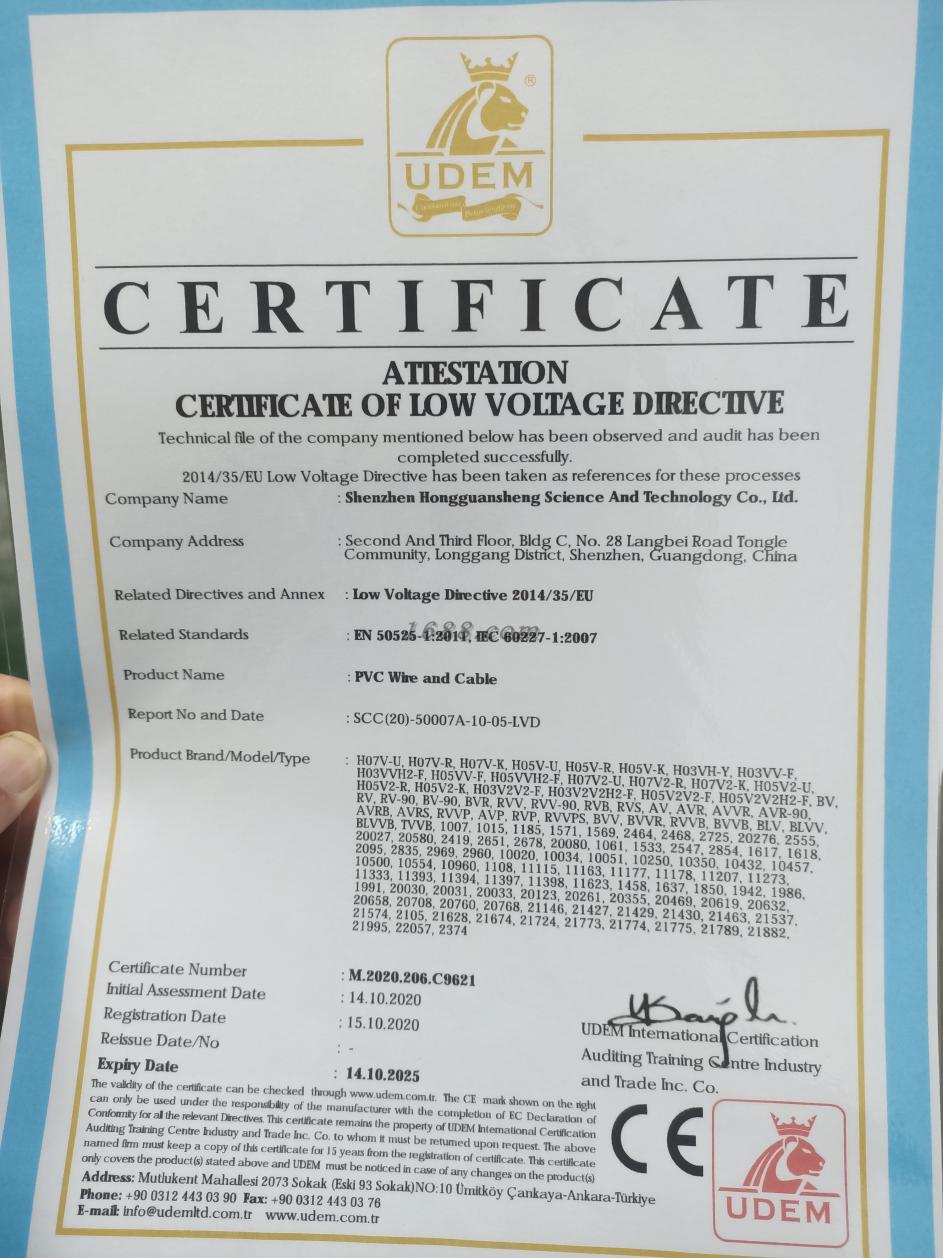 ®
UDEM
CERTIFICATE
ATTESTATION
CERTIFICATE OF LOW VOLTAGE DIRECTIVE
Technical file of the company mentioned below has been observed and audit has been
completed successfully.
2014/35/EU Low Voltage Directive has been taken as references for these processes
Company Name : Shenzhen Hongguansheng Science And Technology Co., Ltd.
Company Address : Second And Third Floor, Bldg C, No. 28 Langbei Road Tongle
Community, Longgang District, Shenzhen, Guangdong, China
Related Directives and Annex : Low Voltage Directive 2014/35/EU
1688.com
Related Standards : EN 50525-1:2011, IEC 60227-1:2007
Product Name : PVC Wire and Cable
Report No and Date : SCC(20)-50007A-10-05-LVD
Product Brand/Model/Type : H07V-U, H07V-R, H07V-K, H05V-U, H05V-R, H05V-K, H03VH-Y, H03VV-F,
H03VVH2-F, H05VV-F, H05VVH2-F, H07V2-U, H07V2-R, H07V2-K, H05V2-U,
H05V2-R, H05V2-K, H03V2V2-F, H03V2V2H2-F, H05V2V2-F, H05V2V2H2-F, BV,
RV, RV-90, BV-90, BVR, RVV, RVV-90, RVB, RVS, AV, AVR, AVVR, AVR-90,
AVRB, AVRS, RVVP, AVP, RVP, RVVPS, BVV, BVVR, RVVB, BVVB, BLV, BLVV,
BLVVB, TVVB, 1007, 1015, 1185, 1571, 1569, 2464, 2468, 2725, 20276, 2555,
20027, 20580, 2419, 2651, 2678, 20080, 1061, 1533, 2547, 2854, 1617, 1618,
2095, 2835, 2969, 2960, 10020, 10034, 10051, 10250, 10350, 10432, 10457,
10500, 10554, 10960, 1108, 11115, 11163, 11177, 11178, 11207, 11273,
11333, 11393, 11394, 11397, 11398, 11623, 1458, 1637, 1850, 1942, 1986,
1991, 20030, 20031, 20033, 20123, 20261, 20355, 20469, 20619, 20632,
20658, 20708, 20760, 20768, 21146, 21427, 21429, 21430, 21463, 21537,
21574, 2105, 21628, 21674, 21724, 21773, 21774, 21775, 21789, 21882,
21995, 22057, 2374
Certificate Number : M.2020.206.C9621
Initial Assessment Date : 14.10.2020
Registration Date : 15.10.2020
Reissue Date/No : -
Expiry Date : 14.10.2025
UDEM International Certification
Auditing Training Centre Industry
and Trade Inc. Co.
The validity of the certificate can be checked through www.udem.com.tr. The CE mark shown on the right
can only be used under the responsibility of the manufacturer with the completion of EC Declaration of
Conformity for all the relevant Directives. This certificate remains the property of UDEM International Certification
Auditing Training Centre Industry and Trade Inc. Co. to whom it must be returned upon request. The above
named firm must keep a copy of this certificate for 15 years from the registration of certificate. This certificate
only covers the product(s) stated above and UDEM must be noticed in case of any changes on the product(s)
CE
Address: Mutlukent Mahallesi 2073 Sokak (Eski 93 Sokak)NO:10 Ümitköy Çankaya-Ankara-Türkiye
Phone: +90 0312 443 03 90 Fax: +90 0312 443 03 76
E-mail: info@udemltd.com.tr www.udem.com.tr
UDEM